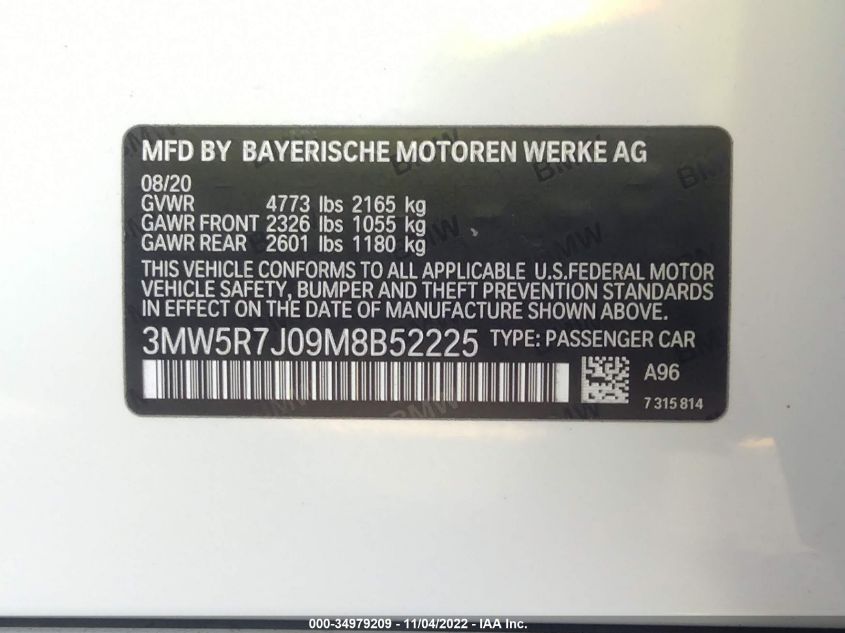 MFD BY BAYERISCHE MOTOREN WERKE AG
08/20
GVWR 4773 lbs 2165 kg
GAWR FRONT 2326 lbs 1055 kg
GAWR REAR 2601 lbs 1180 kg
THIS VEHICLE CONFORMS TO ALL APPLICABLE U.S.FEDERAL MOTOR
VEHICLE SAFETY, BUMPER AND THEFT PREVENTION STANDARDS
IN EFFECT ON THE DATE OF MANUFACTURE SHOWN ABOVE.
3MW5R7J09M8B52225 TYPE: PASSENGER CAR
A96
7 315 814
000-34979209 - 11/04/2022 - IAA Inc.